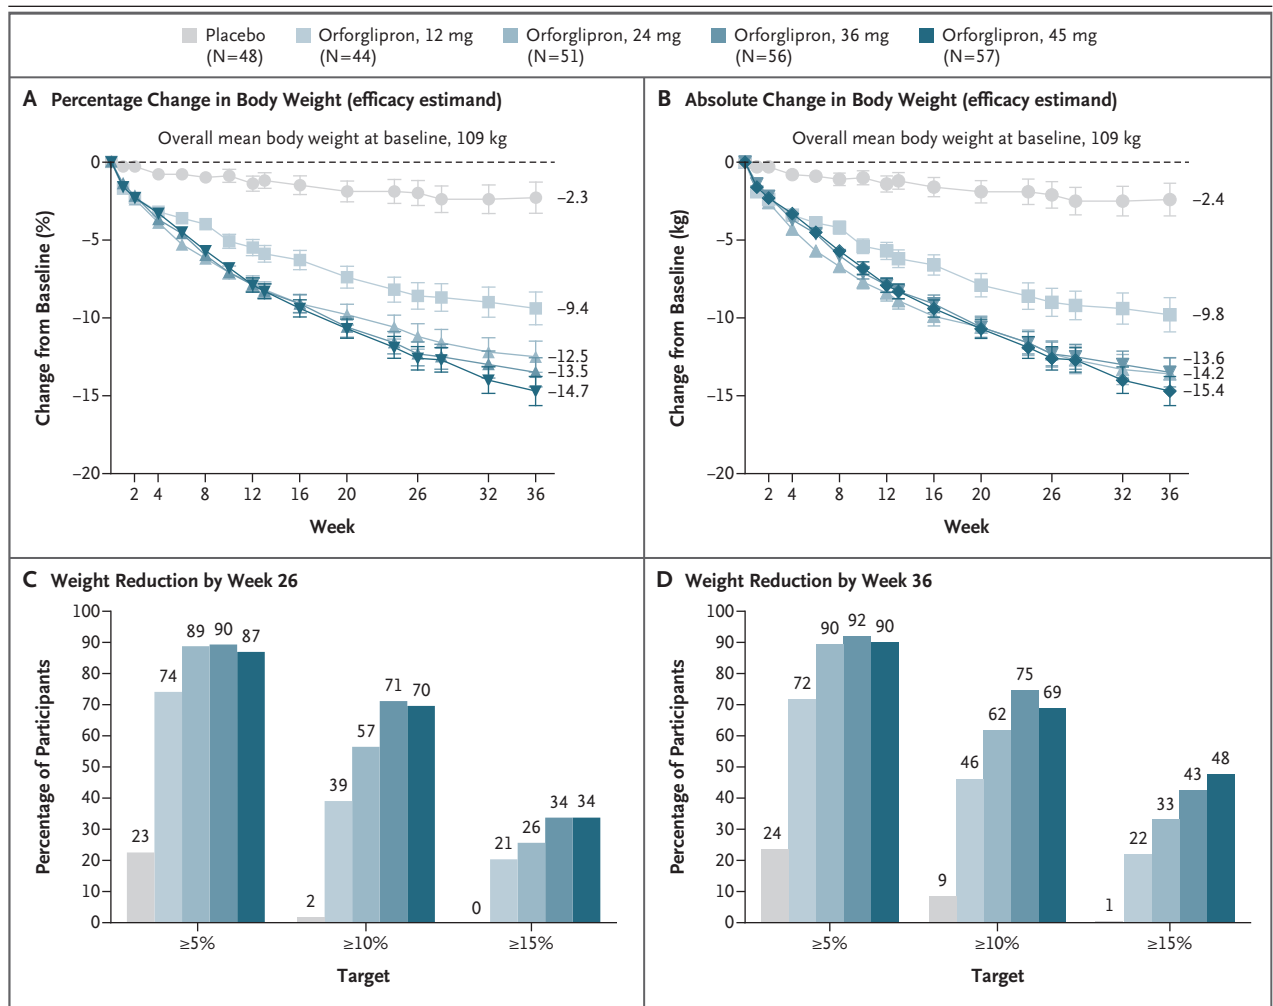 Placebo (N=48)
Orforglipron, 12 mg (N=44)
Orforglipron, 24 mg (N=51)
Orforglipron, 36 mg (N=56)
Orforglipron, 45 mg (N=57)
A Percentage Change in Body Weight (efficacy estimand)
Overall mean body weight at baseline, 109 kg
Change from Baseline (%)
0
−5
−10
−15
−20
−2.3
−9.4
−12.5
−13.5
−14.7
2 4 8 12 16 20 26 32 36
Week
B Absolute Change in Body Weight (efficacy estimand)
Overall mean body weight at baseline, 109 kg
Change from Baseline (kg)
0
−5
−10
−15
−20
−2.4
−9.8
−13.6
−14.2
−15.4
2 4 8 12 16 20 26 32 36
Week
C Weight Reduction by Week 26
Percentage of Participants
100
90
80
70
60
50
40
30
20
10
0
23 74 89 90 87
2 39 57 71 70
0 21 26 34 34
≥5% ≥10% ≥15%
Target
D Weight Reduction by Week 36
Percentage of Participants
100
90
80
70
60
50
40
30
20
10
0
24 72 90 92 90
9 46 62 75 69
1 22 33 43 48
≥5% ≥10% ≥15%
Target